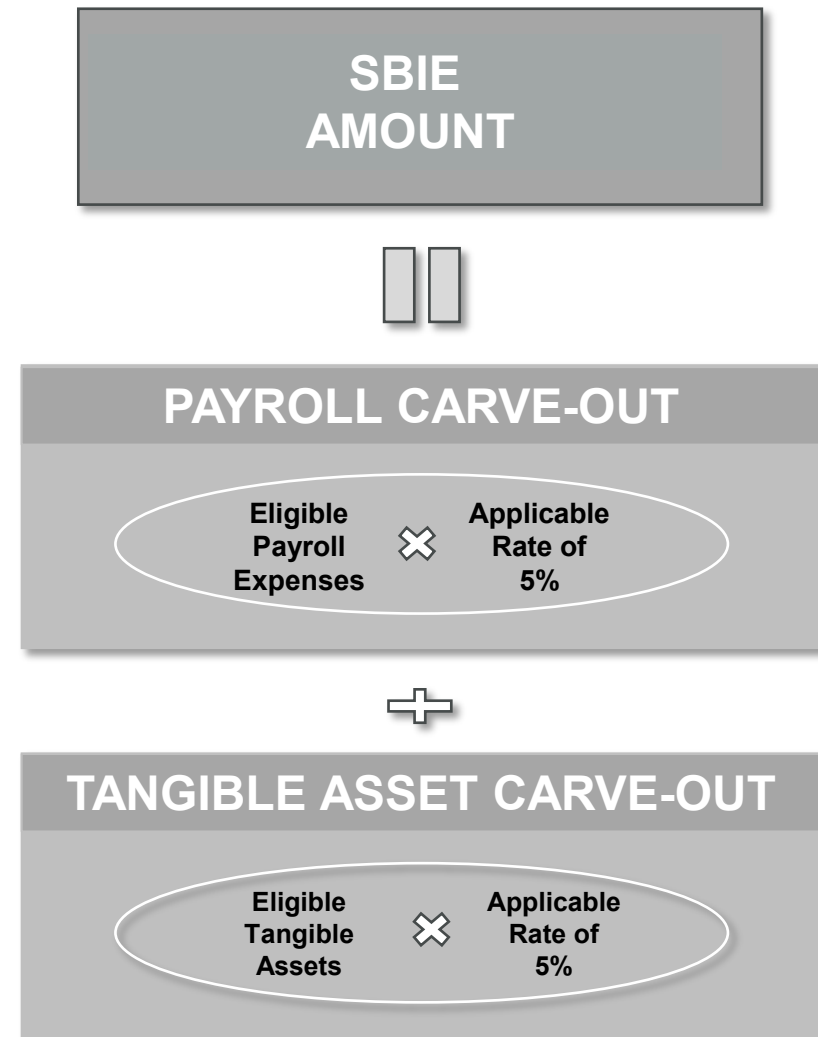 SBIE
AMOUNT
PAYROLL CARVE-OUT
Eligible
Payroll
Expenses
Applicable
Rate of
5%
TANGIBLE ASSET CARVE-OUT
Eligible
Tangible
Assets
Applicable
Rate of
5%